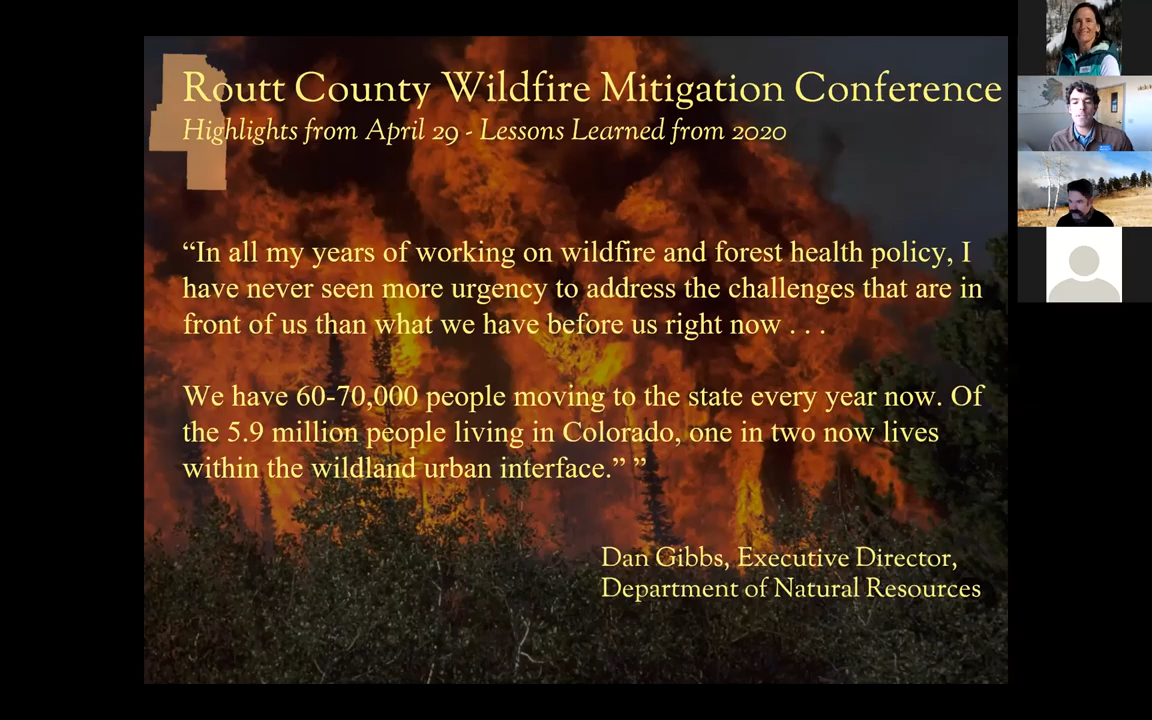 Routt County Wildfire Mitigation Conference
Highlights from April 29 - Lessons Learned from 2020
“In all my years of working on wildfire and forest health policy, I
have never seen more urgency to address the challenges that are in
front of us than what we have before us right now . . .
We have 60-70,000 people moving to the state every year now. Of
the 5.9 million people living in Colorado, one in two now lives
within the wildland urban interface.” ”
Dan Gibbs, Executive Director,
Department of Natural Resources